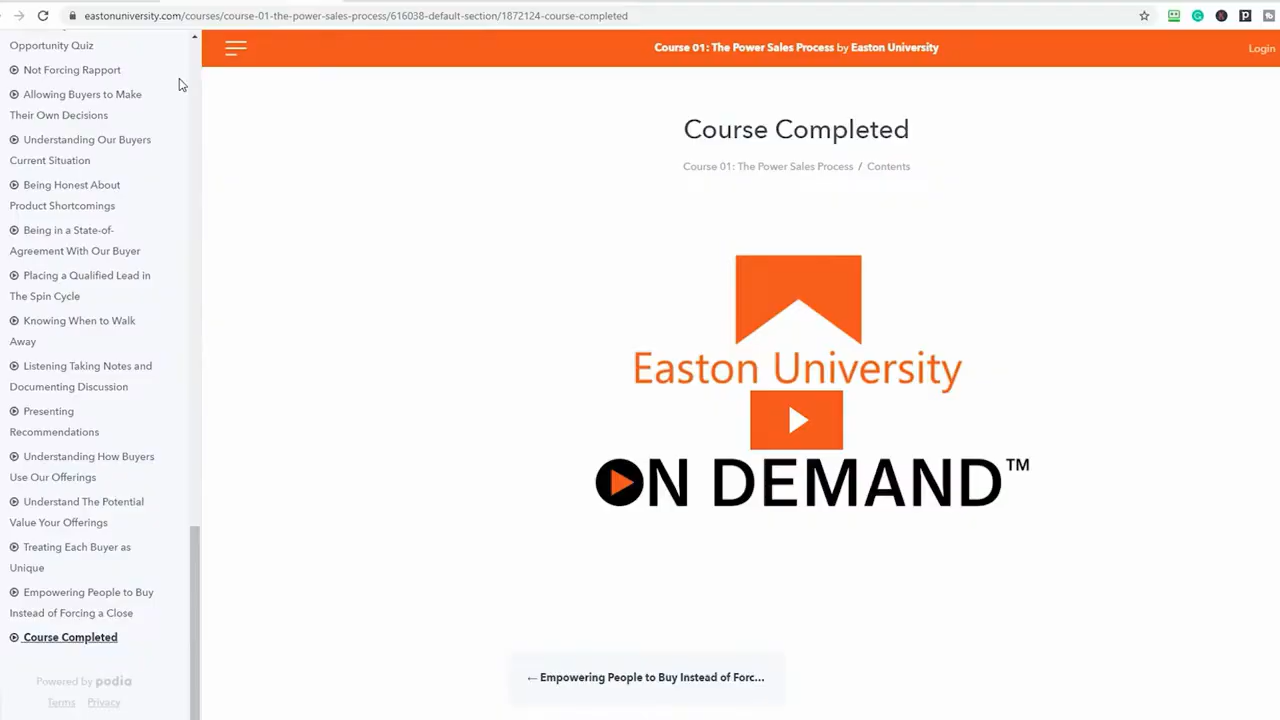 eastonuniversity.com/courses/course-01-the-power-sales-process/616038-default-section/1872124-course-completed
Opportunity Quiz
Not Forcing Rapport
Allowing Buyers to Make
Their Own Decisions
Understanding Our Buyers
Current Situation
Being Honest About
Product Shortcomings
Being in a State-of-
Agreement With Our Buyer
Placing a Qualified Lead in
The Spin Cycle
Knowing When to Walk
Away
Listening Taking Notes and
Documenting Discussion
Presenting
Recommendations
Understanding How Buyers
Use Our Offerings
Understand The Potential
Value Your Offerings
Treating Each Buyer as
Unique
Empowering People to Buy
Instead of Forcing a Close
Course Completed
Powered by podia
Terms Privacy
Course 01: The Power Sales Process by Easton University
Login
Course Completed
Course 01: The Power Sales Process / Contents
Easton University
ON DEMAND™
← Empowering People to Buy Instead of Forc...